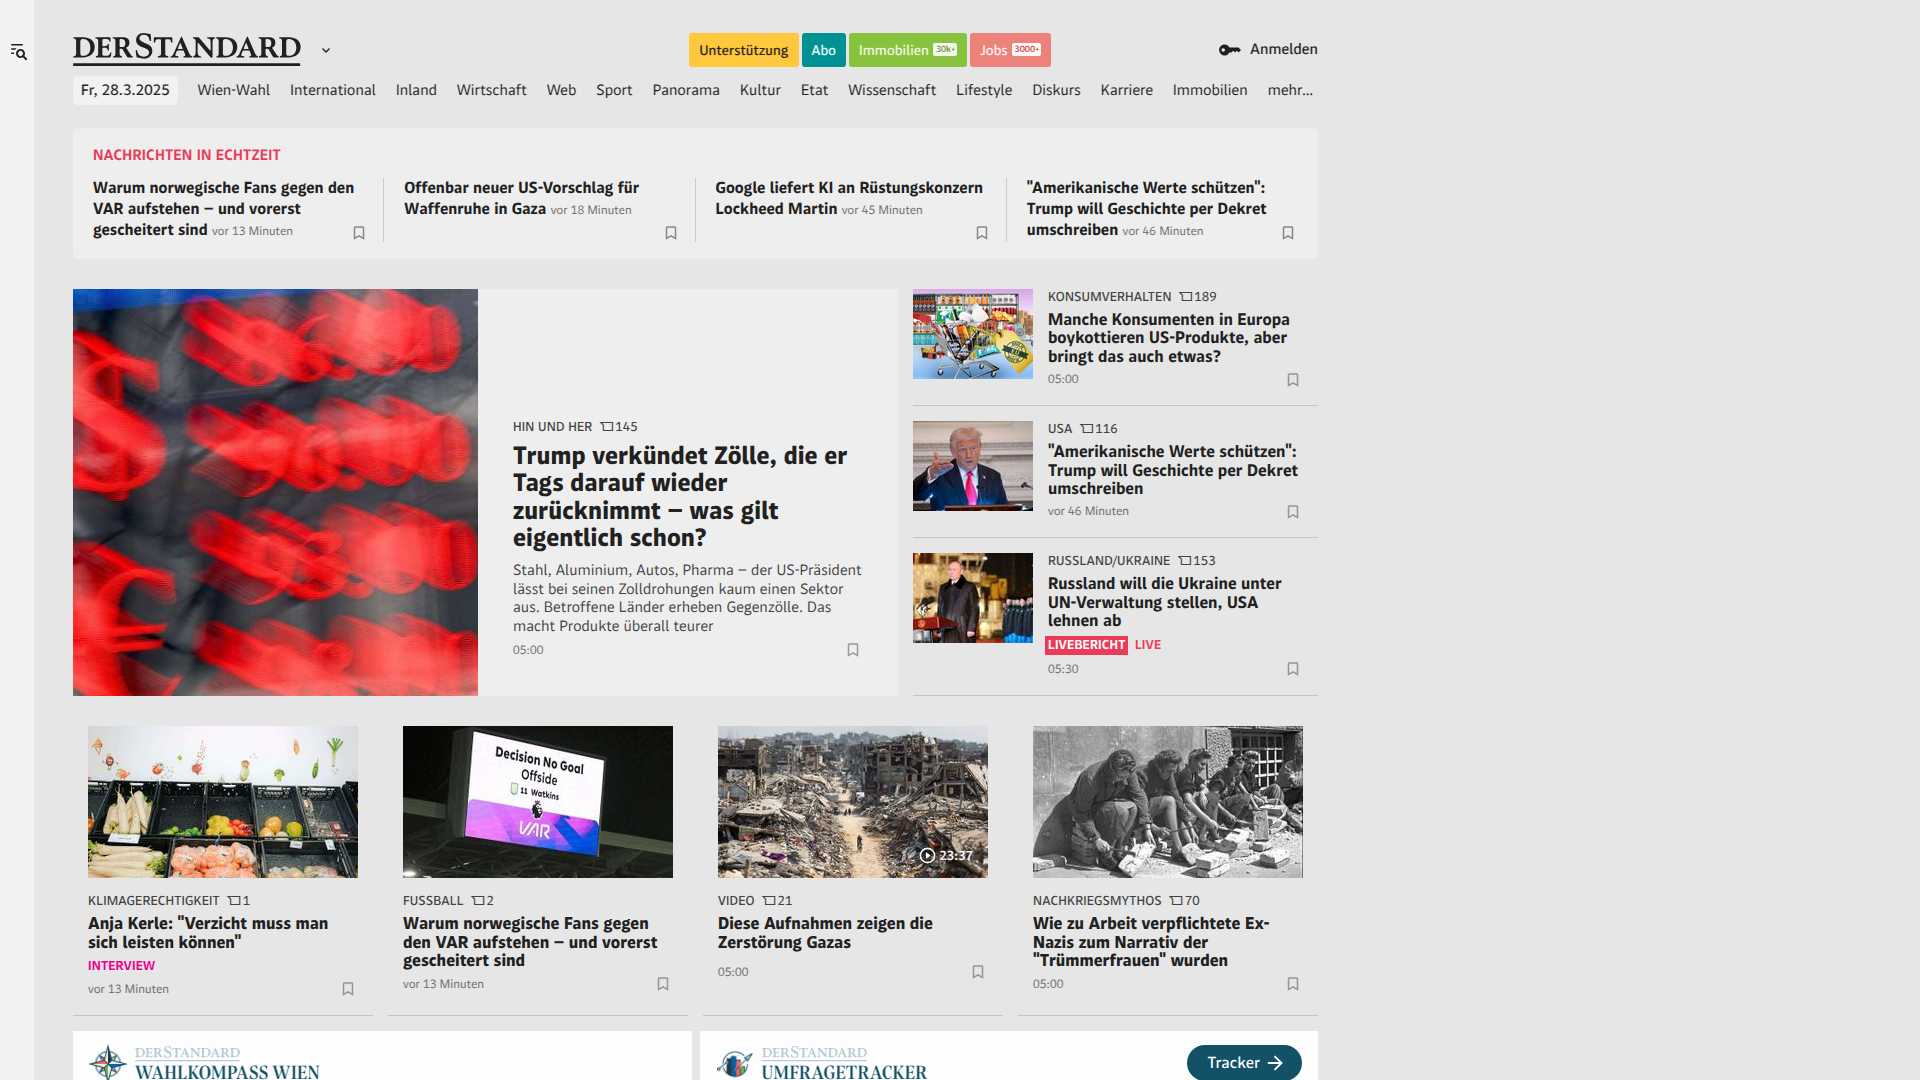 DERSTANDARD
Unterstützung
Abo
Immobilien 30k+
Jobs 3000+
Anmelden
Fr, 28.3.2025
Wien-Wahl
International
Inland
Wirtschaft
Web
Sport
Panorama
Kultur
Etat
Wissenschaft
Lifestyle
Diskurs
Karriere
Immobilien
mehr...
NACHRICHTEN IN ECHTZEIT
Warum norwegische Fans gegen den
VAR aufstehen – und vorerst
gescheitert sind vor 13 Minuten
Offenbar neuer US-Vorschlag für
Waffenruhe in Gaza vor 18 Minuten
Google liefert KI an Rüstungskonzern
Lockheed Martin vor 45 Minuten
"Amerikanische Werte schützen":
Trump will Geschichte per Dekret
umschreiben vor 46 Minuten
HIN UND HER 145
Trump verkündet Zölle, die er
Tags darauf wieder
zurücknimmt – was gilt
eigentlich schon?
Stahl, Aluminium, Autos, Pharma – der US-Präsident
lässt bei seinen Zolldrohungen kaum einen Sektor
aus. Betroffene Länder erheben Gegenzölle. Das
macht Produkte überall teurer
05:00
KONSUMVERHALTEN 189
Manche Konsumenten in Europa
boykottieren US-Produkte, aber
bringt das auch etwas?
05:00
USA 116
"Amerikanische Werte schützen":
Trump will Geschichte per Dekret
umschreiben
vor 46 Minuten
RUSSLAND/UKRAINE 153
Russland will die Ukraine unter
UN-Verwaltung stellen, USA
lehnen ab
LIVEBERICHT LIVE
05:30
KLIMAGERECHTIGKEIT 1
Anja Kerle: "Verzicht muss man
sich leisten können"
INTERVIEW
vor 13 Minuten
Decision No Goal
Offside
11 Watkins
VAR
FUSSBALL 2
Warum norwegische Fans gegen
den VAR aufstehen – und vorerst
gescheitert sind
vor 13 Minuten
23:37
VIDEO 21
Diese Aufnahmen zeigen die
Zerstörung Gazas
05:00
NACHKRIEGSMYTHOS 70
Wie zu Arbeit verpflichtete Ex-
Nazis zum Narrativ der
"Trümmerfrauen" wurden
05:00
DERSTANDARD
WAHLKOMPASS WIEN
DERSTANDARD
UMFRAGETRACKER
Tracker